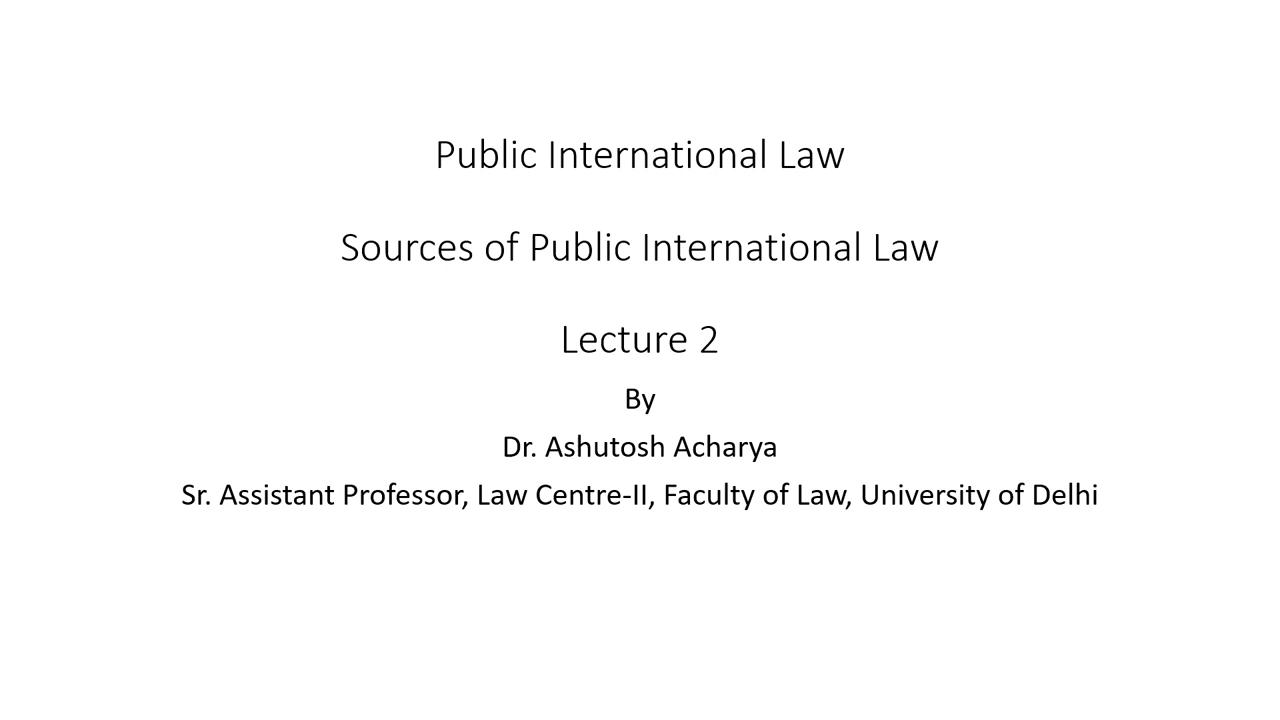 Public International Law
Sources of Public International Law
Lecture 2
By
Dr. Ashutosh Acharya
Sr. Assistant Professor, Law Centre-II, Faculty of Law, University of Delhi